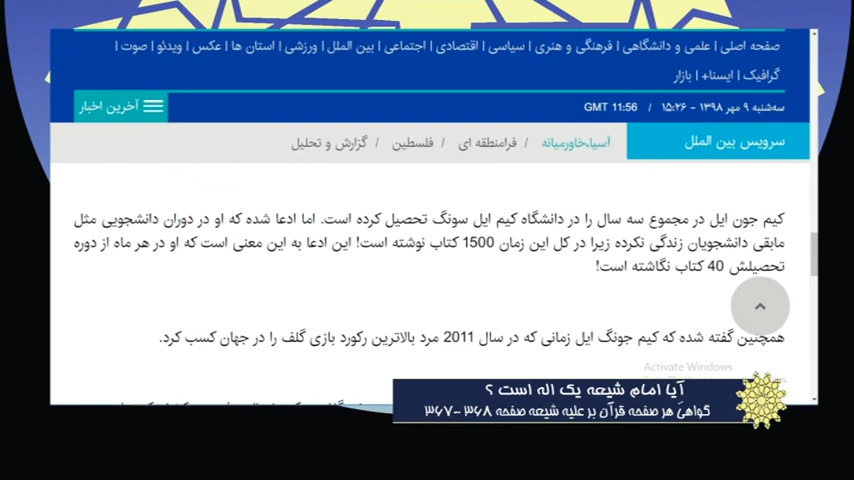 صفحه اصلی | علمی و دانشگاهی | فرهنگی و هنری | سیاسی | اقتصادی | اجتماعی | بین الملل | ورزشی | استان ها | عکس | ویدئو | صوت |
گرافیک | ایسنا+ | بازار
سه‌شنبه ۹ مهر ۱۳۹۸ - ۱۵:۲۶ / GMT 11:56
آخرین اخبار
سرویس بین الملل
آسیا،خاورمیانه / فرامنطقه ای / فلسطین / گزارش و تحلیل
کیم جون ایل در مجموع سه سال را در دانشگاه کیم ایل سونگ تحصیل کرده است. اما ادعا شده که او در دوران دانشجویی مثل
مابقی دانشجویان زندگی نکرده زیرا در کل این زمان 1500 کتاب نوشته است! این ادعا به این معنی است که او در هر ماه از دوره
تحصیلش 40 کتاب نگاشته است!
همچنین گفته شده که کیم جونگ ایل زمانی که در سال 2011 مرد بالاترین رکورد بازی گلف را در جهان کسب کرد.
Activate Windows
آیا امام شیعه یک اله است ؟
گواهیَ هر صفحه قرآن بر علیه شیعه صفحه ۳۶۸-۳۶۷